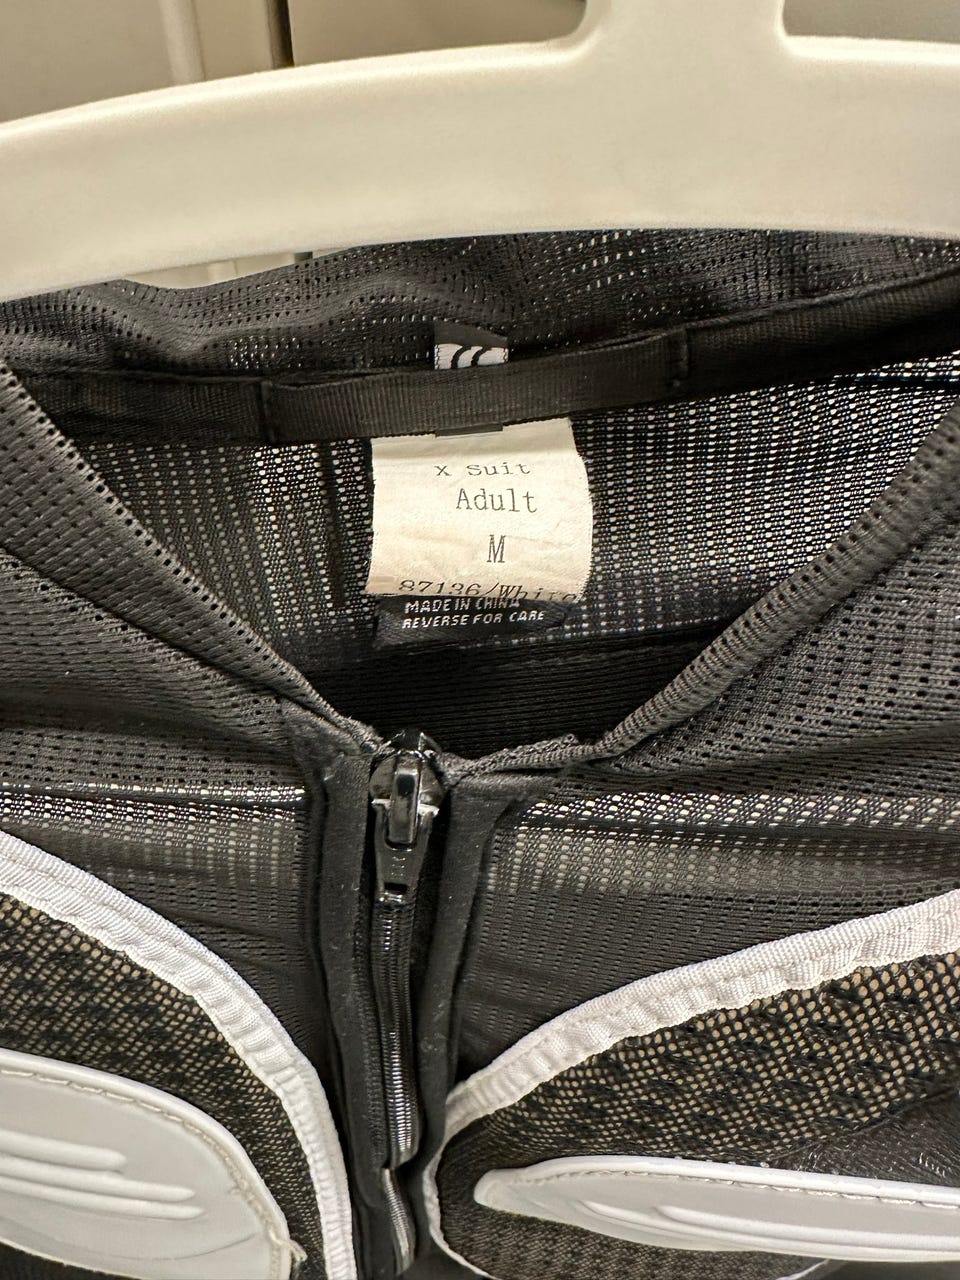 X Suit
Adult
M
87136/White
MADE IN CHINA
REVERSE FOR CARE